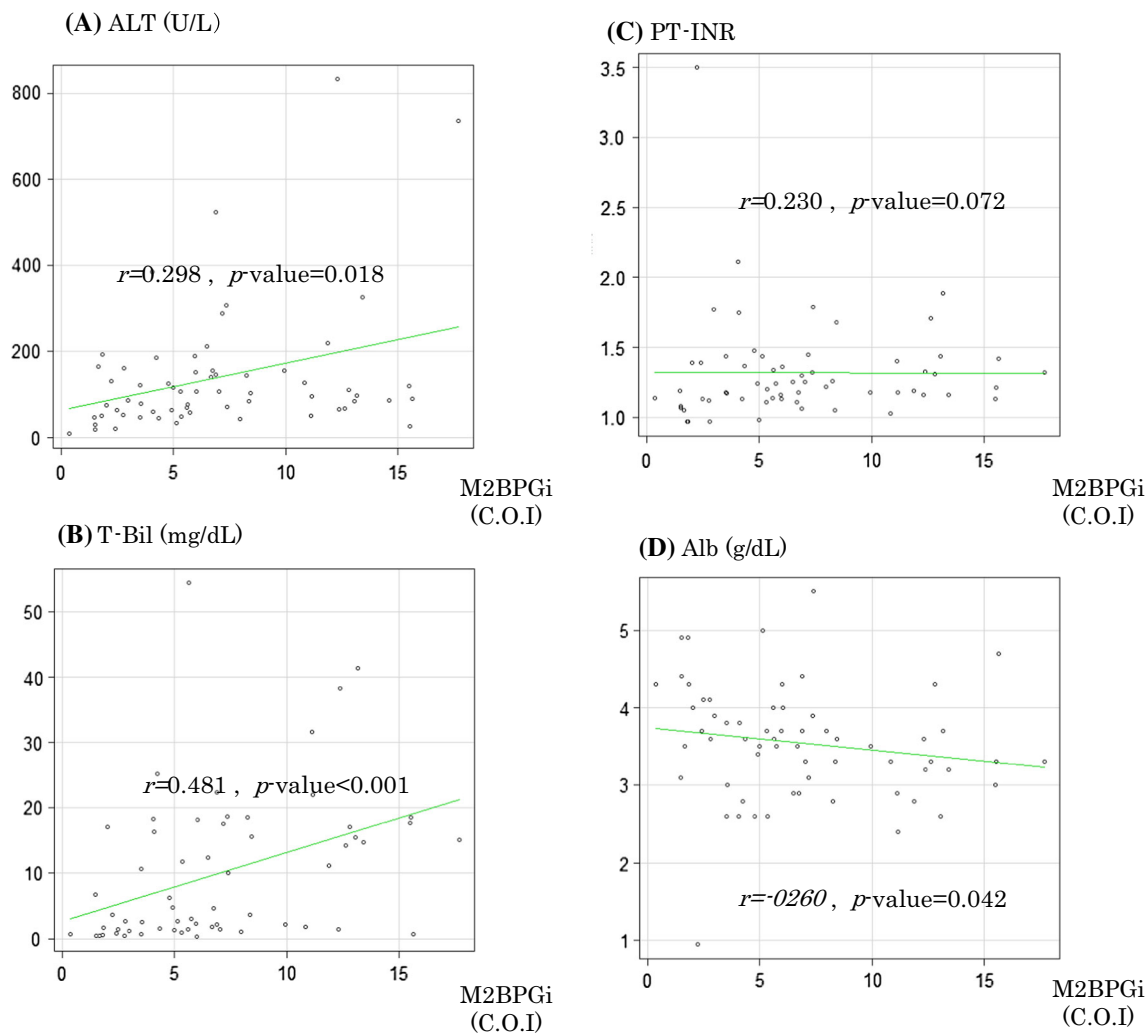 (A) ALT (U/L)
800
600
400
200
0
r=0.298 , p-value=0.018
0 5 10 15
M2BPGi
(C.O.I)
(B) T-Bil (mg/dL)
50
40
30
20
10
0
r=0.481 , p-value<0.001
0 5 10 15
M2BPGi
(C.O.I)
(C) PT-INR
3.5
3.0
2.5
2.0
1.5
1.0
r=0.230 , p-value=0.072
0 5 10 15
M2BPGi
(C.O.I)
(D) Alb (g/dL)
5
4
3
2
1
r=-0260 , p-value=0.042
0 5 10 15
M2BPGi
(C.O.I)